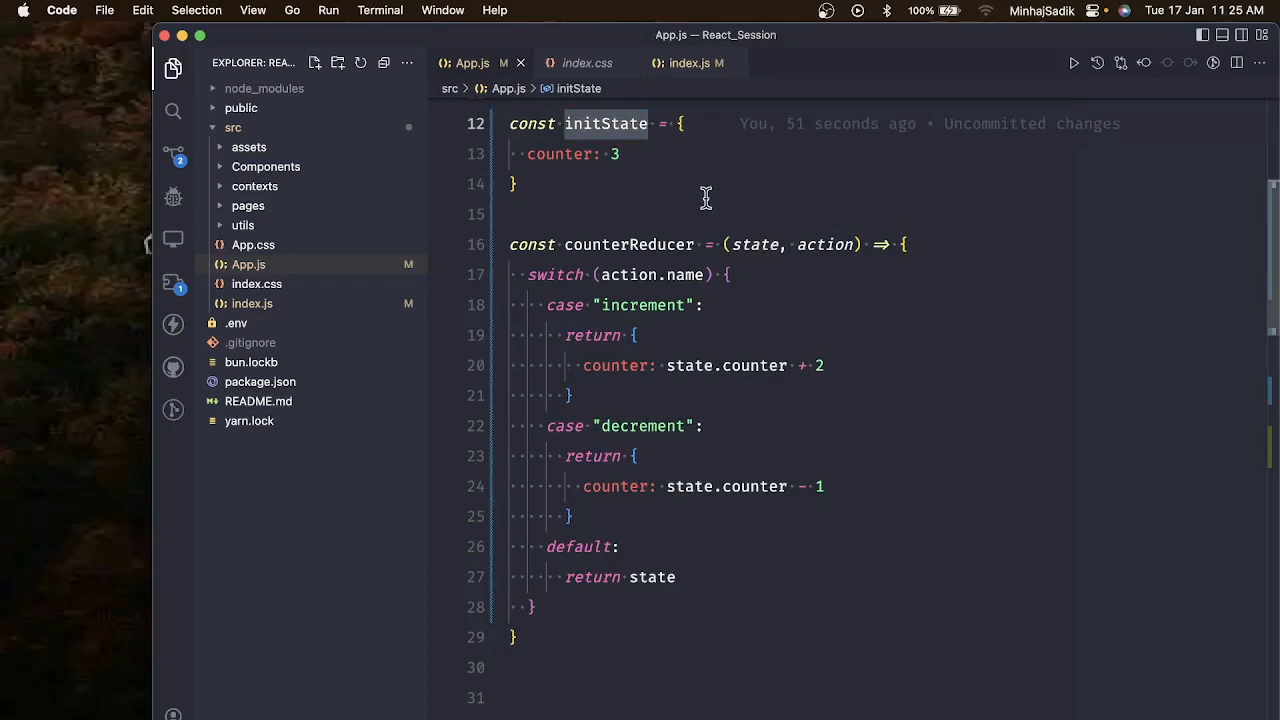 Code File Edit Selection View Go Run Terminal Window Help 100% MinhajSadik Tue 17 Jan 11:25 AM
App.js — React_Session
EXPLORER: REA...
App.js M
index.css
index.js M
src > App.js > initState
node_modules
public
src
assets
Components
contexts
pages
utils
App.css
App.js M
index.css
index.js M
.env
.gitignore
bun.lockb
package.json
README.md
yarn.lock
2
1
12 const initState = { You, 51 seconds ago • Uncommitted changes
13 counter: 3
14 }
15
16 const counterReducer = (state, action) => {
17 switch (action.name) {
18 case "increment":
19 return {
20 counter: state.counter + 2
21 }
22 case "decrement":
23 return {
24 counter: state.counter - 1
25 }
26 default:
27 return state
28 }
29 }
30
31